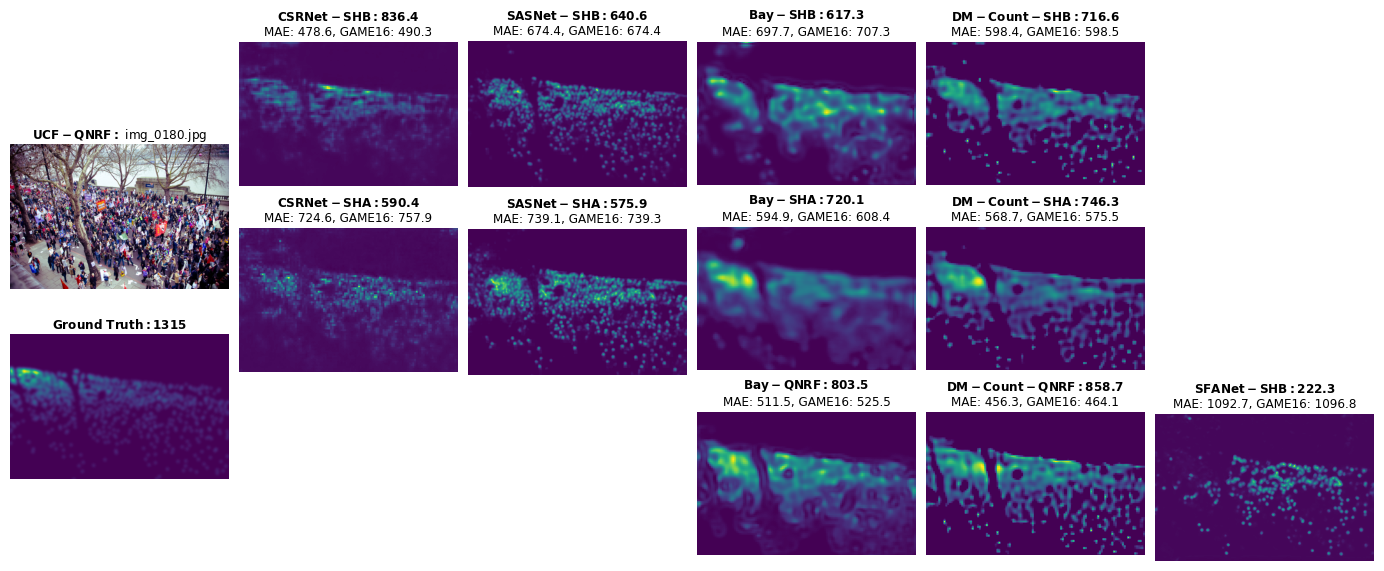 UCF-QNRF: img_0180.jpg
Ground Truth: 1315
CSRNet-SHB: 836.4
MAE: 478.6, GAME16: 490.3
SASNet-SHB: 640.6
MAE: 674.4, GAME16: 674.4
Bay-SHB: 617.3
MAE: 697.7, GAME16: 707.3
DM-Count-SHB: 716.6
MAE: 598.4, GAME16: 598.5
CSRNet-SHA: 590.4
MAE: 724.6, GAME16: 757.9
SASNet-SHA: 575.9
MAE: 739.1, GAME16: 739.3
Bay-SHA: 720.1
MAE: 594.9, GAME16: 608.4
DM-Count-SHA: 746.3
MAE: 568.7, GAME16: 575.5
Bay-QNRF: 803.5
MAE: 511.5, GAME16: 525.5
DM-Count-QNRF: 858.7
MAE: 456.3, GAME16: 464.1
SFANet-SHB: 222.3
MAE: 1092.7, GAME16: 1096.8